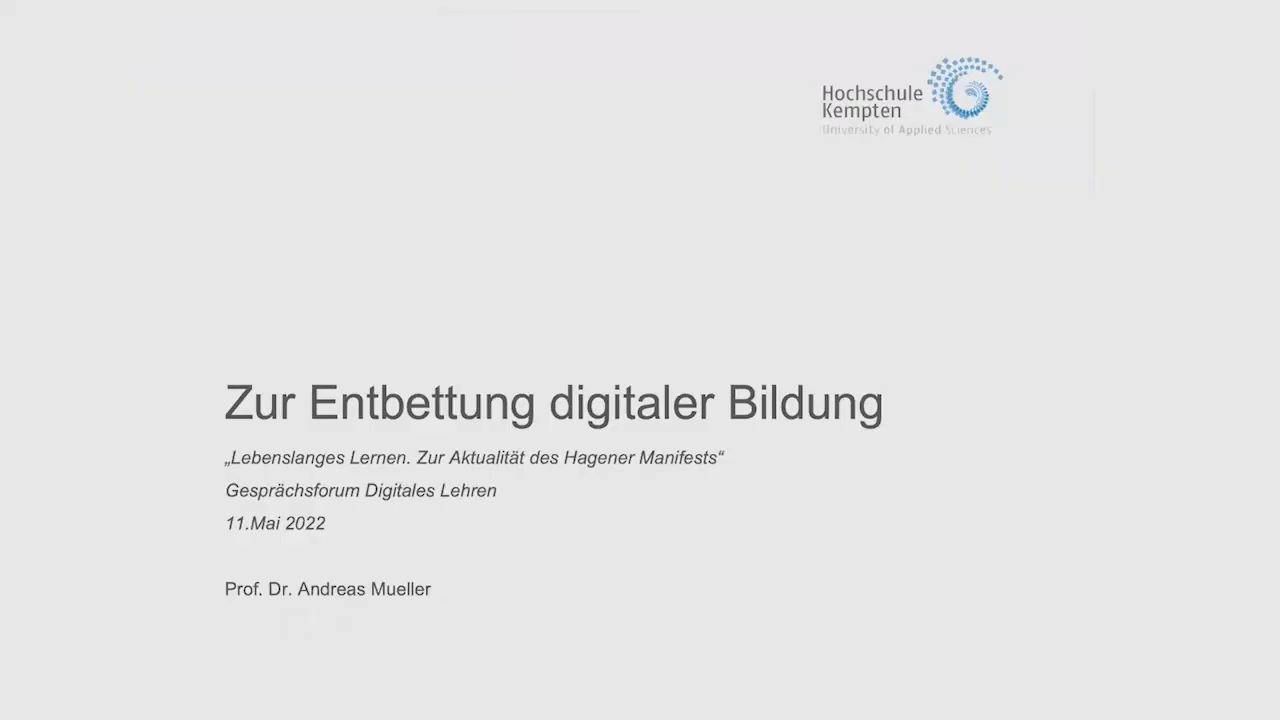 Hochschule
Kempten
University of Applied Sciences
Zur Entbettung digitaler Bildung
„Lebenslanges Lernen. Zur Aktualität des Hagener Manifests“
Gesprächsforum Digitales Lehren
11.Mai 2022
Prof. Dr. Andreas Mueller